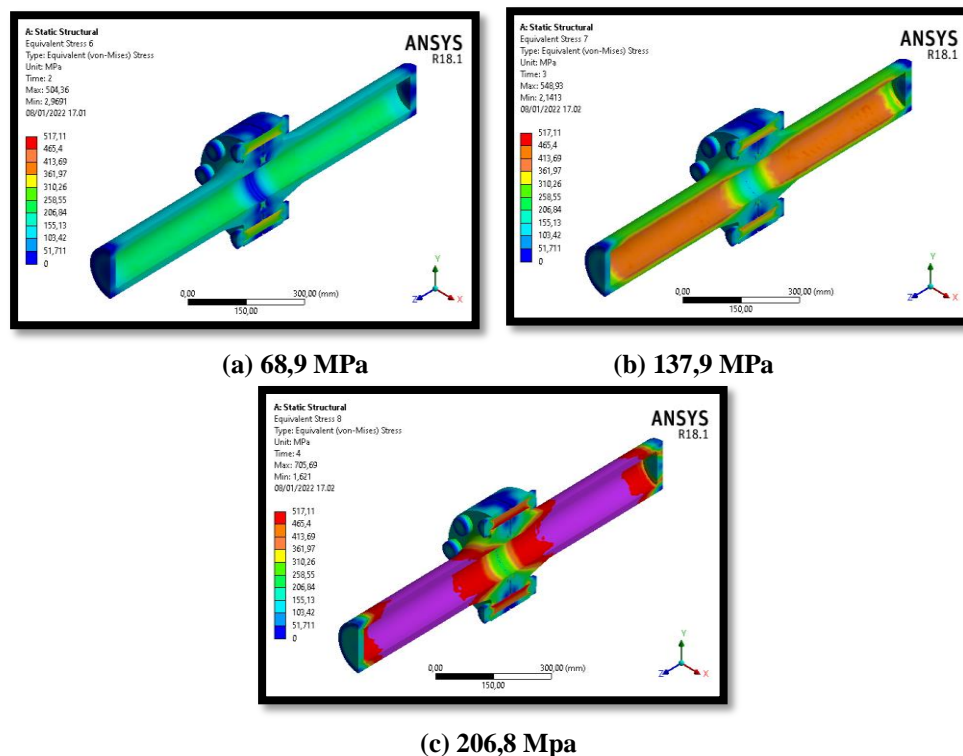 A: Static Structural
Equivalent Stress 6
Type: Equivalent (von-Mises) Stress
Unit: MPa
Time: 2
Max: 504,36
Min: 2,9691
08/01/2022 17.01
ANSYS
R18.1
517,11
465,4
413,69
361,97
310,26
258,55
206,84
155,13
103,42
51,711
0
0,00
300,00 (mm)
150,00
Y
Z
X
(a) 68,9 MPa
A: Static Structural
Equivalent Stress 7
Type: Equivalent (von-Mises) Stress
Unit: MPa
Time: 3
Max: 548,93
Min: 2,1413
08/01/2022 17.02
ANSYS
R18.1
517,11
465,4
413,69
361,97
310,26
258,55
206,84
155,13
103,42
51,711
0
0,00
300,00 (mm)
150,00
Y
Z
X
(b) 137,9 MPa
A: Static Structural
Equivalent Stress 8
Type: Equivalent (von-Mises) Stress
Unit: MPa
Time: 4
Max: 705,69
Min: 1,621
08/01/2022 17.02
ANSYS
R18.1
517,11
465,4
413,69
361,97
310,26
258,55
206,84
155,13
103,42
51,711
0
0,00
300,00 (mm)
150,00
Y
Z
X
(c) 206,8 Mpa